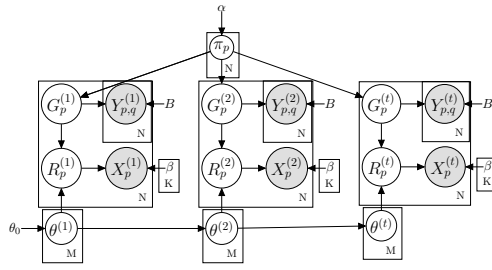 α
π_p
N
G_p^{(1)} Y_{p,q}^{(1)} B G_p^{(2)} Y_{p,q}^{(2)} B G_p^{(t)} Y_{p,q}^{(t)} B
N N N
R_p^{(1)} X_p^{(1)} β R_p^{(2)} X_p^{(2)} β R_p^{(t)} X_p^{(t)} β
K K K
N N N
θ_0 θ^{(1)} θ^{(2)} θ^{(t)}
M M M